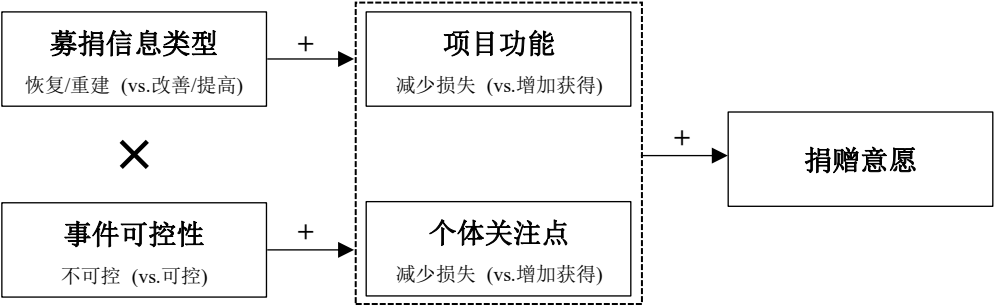 募捐信息类型
恢复/重建 (vs.改善/提高)
+
项目功能
减少损失 (vs.增加获得)
×
+
捐赠意愿
事件可控性
不可控 (vs.可控)
+
个体关注点
减少损失 (vs.增加获得)